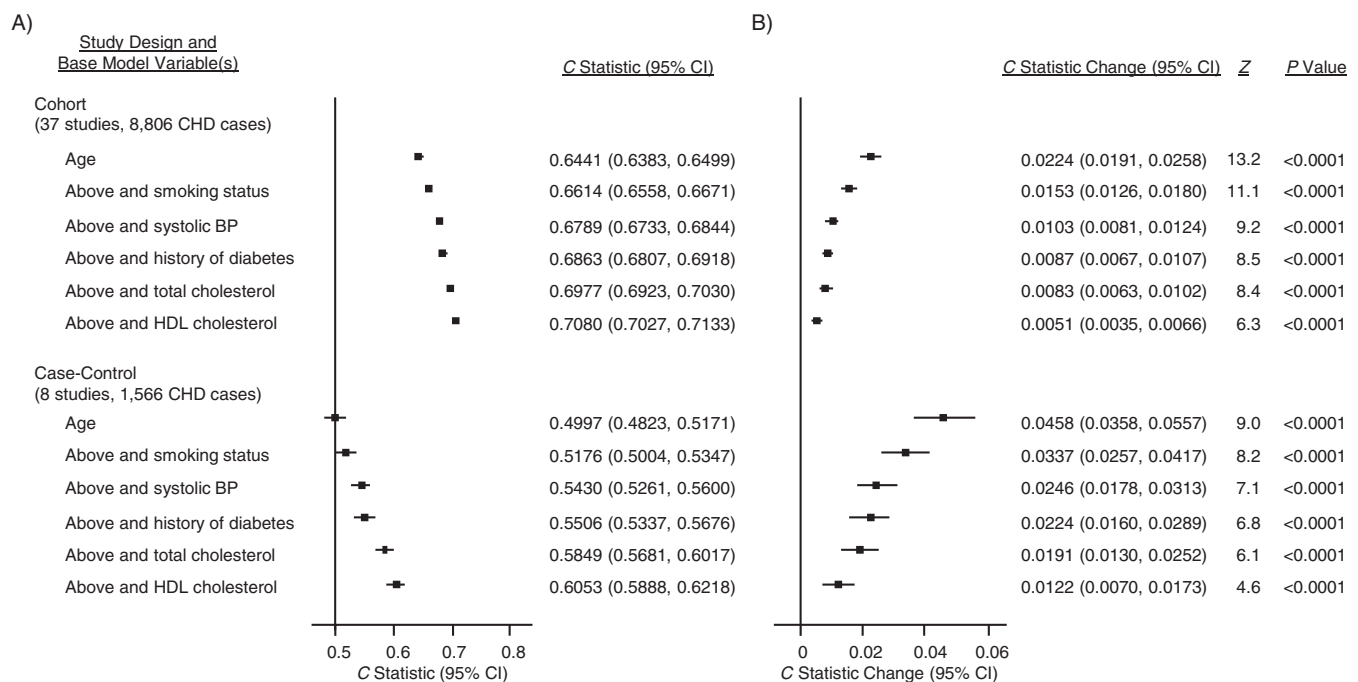 A)
B)
Study Design and
Base Model Variable(s)
C Statistic (95% CI)
C Statistic Change (95% CI) Z P Value
Cohort
(37 studies, 8,806 CHD cases)
Age 0.6441 (0.6383, 0.6499) 0.0224 (0.0191, 0.0258) 13.2 <0.0001
Above and smoking status 0.6614 (0.6558, 0.6671) 0.0153 (0.0126, 0.0180) 11.1 <0.0001
Above and systolic BP 0.6789 (0.6733, 0.6844) 0.0103 (0.0081, 0.0124) 9.2 <0.0001
Above and history of diabetes 0.6863 (0.6807, 0.6918) 0.0087 (0.0067, 0.0107) 8.5 <0.0001
Above and total cholesterol 0.6977 (0.6923, 0.7030) 0.0083 (0.0063, 0.0102) 8.4 <0.0001
Above and HDL cholesterol 0.7080 (0.7027, 0.7133) 0.0051 (0.0035, 0.0066) 6.3 <0.0001
Case-Control
(8 studies, 1,566 CHD cases)
Age 0.4997 (0.4823, 0.5171) 0.0458 (0.0358, 0.0557) 9.0 <0.0001
Above and smoking status 0.5176 (0.5004, 0.5347) 0.0337 (0.0257, 0.0417) 8.2 <0.0001
Above and systolic BP 0.5430 (0.5261, 0.5600) 0.0246 (0.0178, 0.0313) 7.1 <0.0001
Above and history of diabetes 0.5506 (0.5337, 0.5676) 0.0224 (0.0160, 0.0289) 6.8 <0.0001
Above and total cholesterol 0.5849 (0.5681, 0.6017) 0.0191 (0.0130, 0.0252) 6.1 <0.0001
Above and HDL cholesterol 0.6053 (0.5888, 0.6218) 0.0122 (0.0070, 0.0173) 4.6 <0.0001
0.5 0.6 0.7 0.8
C Statistic (95% CI)
0 0.02 0.04 0.06
C Statistic Change (95% CI)